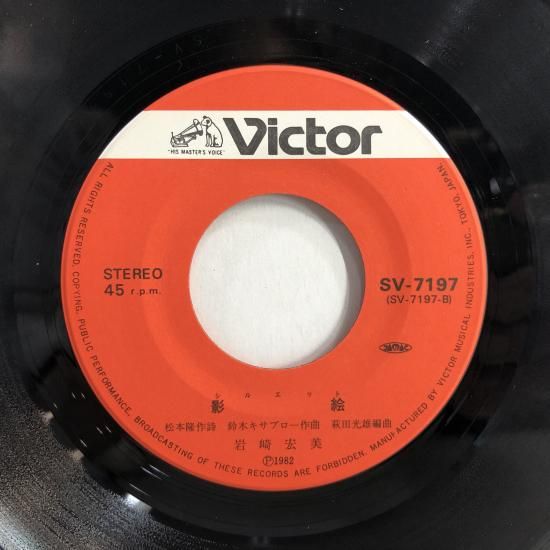 Victor
"HIS MASTER'S VOICE"
STEREO
45 r.p.m.
SV-7197
(SV-7197-B)
JASRAC
シルエット
影絵
松本隆作詩 鈴木キサブロー作曲 萩田光雄編曲
岩崎宏美
Ⓟ1982
ALL RIGHTS RESERVED. COPYING, PUBLIC PERFORMANCE, BROADCASTING OF THESE RECORDS ARE FORBIDDEN. MANUFACTURED BY VICTOR MUSICAL INDUSTRIES, INC., TOKYO, JAPAN.